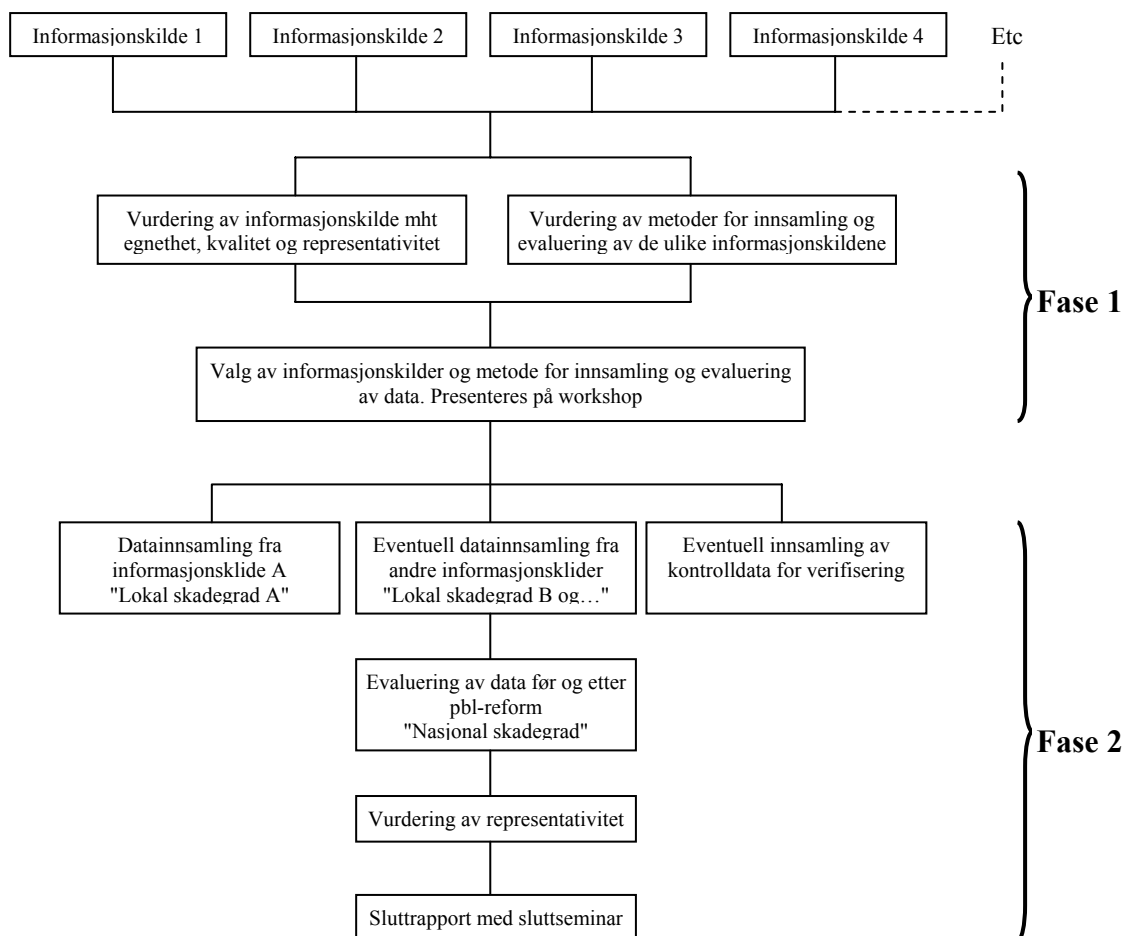 Informasjonskilde 1
Informasjonskilde 2
Informasjonskilde 3
Informasjonskilde 4
Etc
Vurdering av informasjonskilde mht
egnethet, kvalitet og representativitet
Vurdering av metoder for innsamling og
evaluering av de ulike informasjonskildene
Fase 1
Valg av informasjonskilder og metode for innsamling og evaluering
av data. Presenteres på workshop
Datainnsamling fra
informasjonsklide A
"Lokal skadegrad A"
Eventuell datainnsamling fra
andre informasjonsklider
"Lokal skadegrad B og…"
Eventuell innsamling av
kontrolldata for verifisering
Evaluering av data før og etter
pbl-reform
"Nasjonal skadegrad"
Fase 2
Vurdering av representativitet
Sluttrapport med sluttseminar